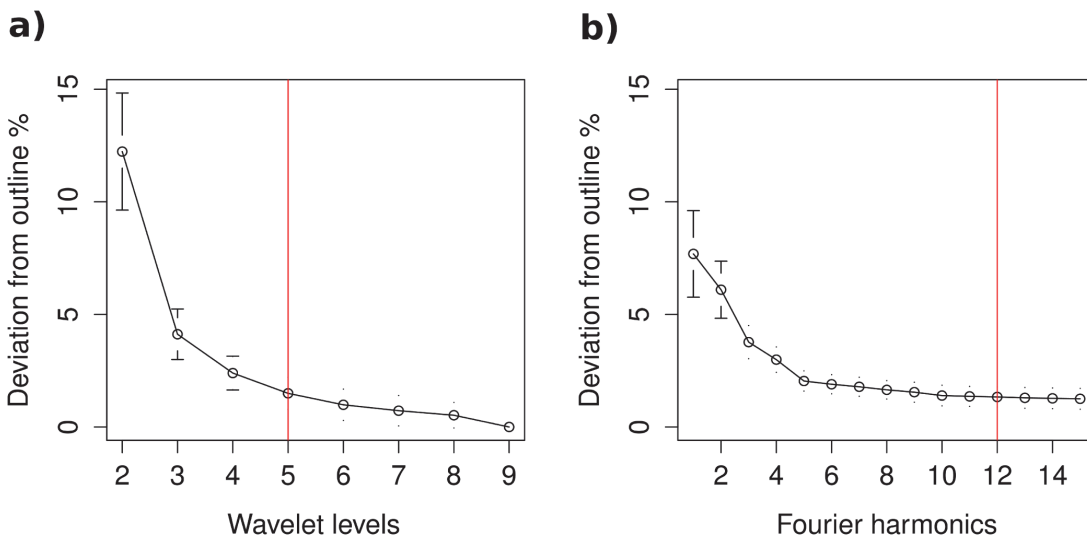 a)
Deviation from outline %
15
10
5
0
2 3 4 5 6 7 8 9
Wavelet levels
b)
Deviation from outline %
15
10
5
0
2 4 6 8 10 12 14
Fourier harmonics